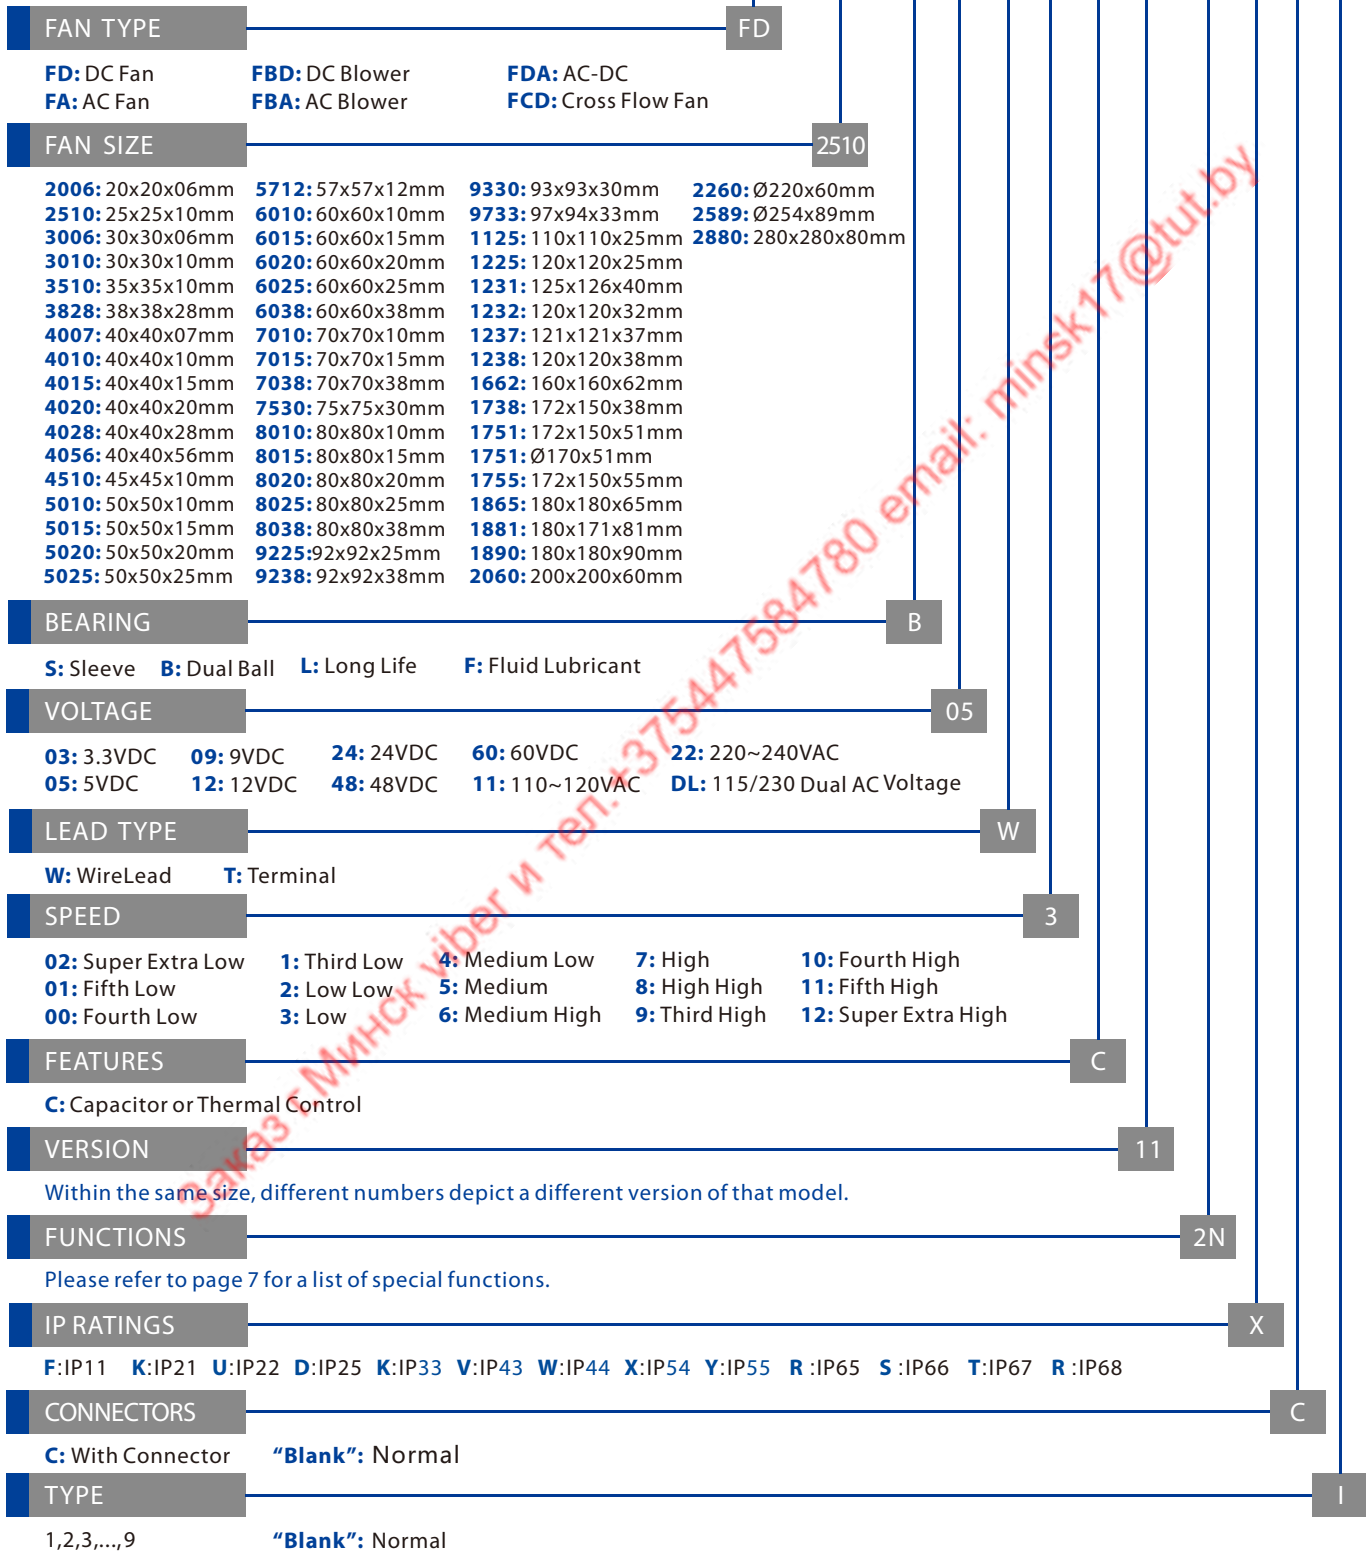 FAN TYPE FD
FD: DC Fan FBD: DC Blower FDA: AC-DC
FA: AC Fan FBA: AC Blower FCD: Cross Flow Fan
FAN SIZE 2510
2006: 20x20x06mm 5712: 57x57x12mm 9330: 93x93x30mm 2260: Ø220x60mm
2510: 25x25x10mm 6010: 60x60x10mm 9733: 97x94x33mm 2589: Ø254x89mm
3006: 30x30x06mm 6015: 60x60x15mm 1125: 110x110x25mm 2880: 280x280x80mm
3010: 30x30x10mm 6020: 60x60x20mm 1225: 120x120x25mm
3510: 35x35x10mm 6025: 60x60x25mm 1231: 125x126x40mm
3828: 38x38x28mm 6038: 60x60x38mm 1232: 120x120x32mm
4007: 40x40x07mm 7010: 70x70x10mm 1237: 121x121x37mm
4010: 40x40x10mm 7015: 70x70x15mm 1238: 120x120x38mm
4015: 40x40x15mm 7038: 70x70x38mm 1662: 160x160x62mm
4020: 40x40x20mm 7530: 75x75x30mm 1738: 172x150x38mm
4028: 40x40x28mm 8010: 80x80x10mm 1751: 172x150x51mm
4056: 40x40x56mm 8015: 80x80x15mm 1751: Ø170x51mm
4510: 45x45x10mm 8020: 80x80x20mm 1755: 172x150x55mm
5010: 50x50x10mm 8025: 80x80x25mm 1865: 180x180x65mm
5015: 50x50x15mm 8038: 80x80x38mm 1881: 180x171x81mm
5020: 50x50x20mm 9225:92x92x25mm 1890: 180x180x90mm
5025: 50x50x25mm 9238: 92x92x38mm 2060: 200x200x60mm
BEARING B
S: Sleeve B: Dual Ball L: Long Life F: Fluid Lubricant
VOLTAGE 05
03: 3.3VDC 09: 9VDC 24: 24VDC 60: 60VDC 22: 220~240VAC
05: 5VDC 12: 12VDC 48: 48VDC 11: 110~120VAC DL: 115/230 Dual AC Voltage
LEAD TYPE W
W: WireLead T: Terminal
SPEED 3
02: Super Extra Low 1: Third Low 4: Medium Low 7: High 10: Fourth High
01: Fifth Low 2: Low Low 5: Medium 8: High High 11: Fifth High
00: Fourth Low 3: Low 6: Medium High 9: Third High 12: Super Extra High
FEATURES C
C: Capacitor or Thermal Control
VERSION 11
Within the same size, different numbers depict a different version of that model.
FUNCTIONS 2N
Please refer to page 7 for a list of special functions.
IP RATINGS X
F:IP11 K:IP21 U:IP22 D:IP25 K:IP33 V:IP43 W:IP44 X:IP54 Y:IP55 R :IP65 S :IP66 T:IP67 R :IP68
CONNECTORS C
C: With Connector “Blank”: Normal
TYPE I
1,2,3,...,9 “Blank”: Normal
Заказ г.Минск viber и тел.+375447584780 email: minsk17@tut.by